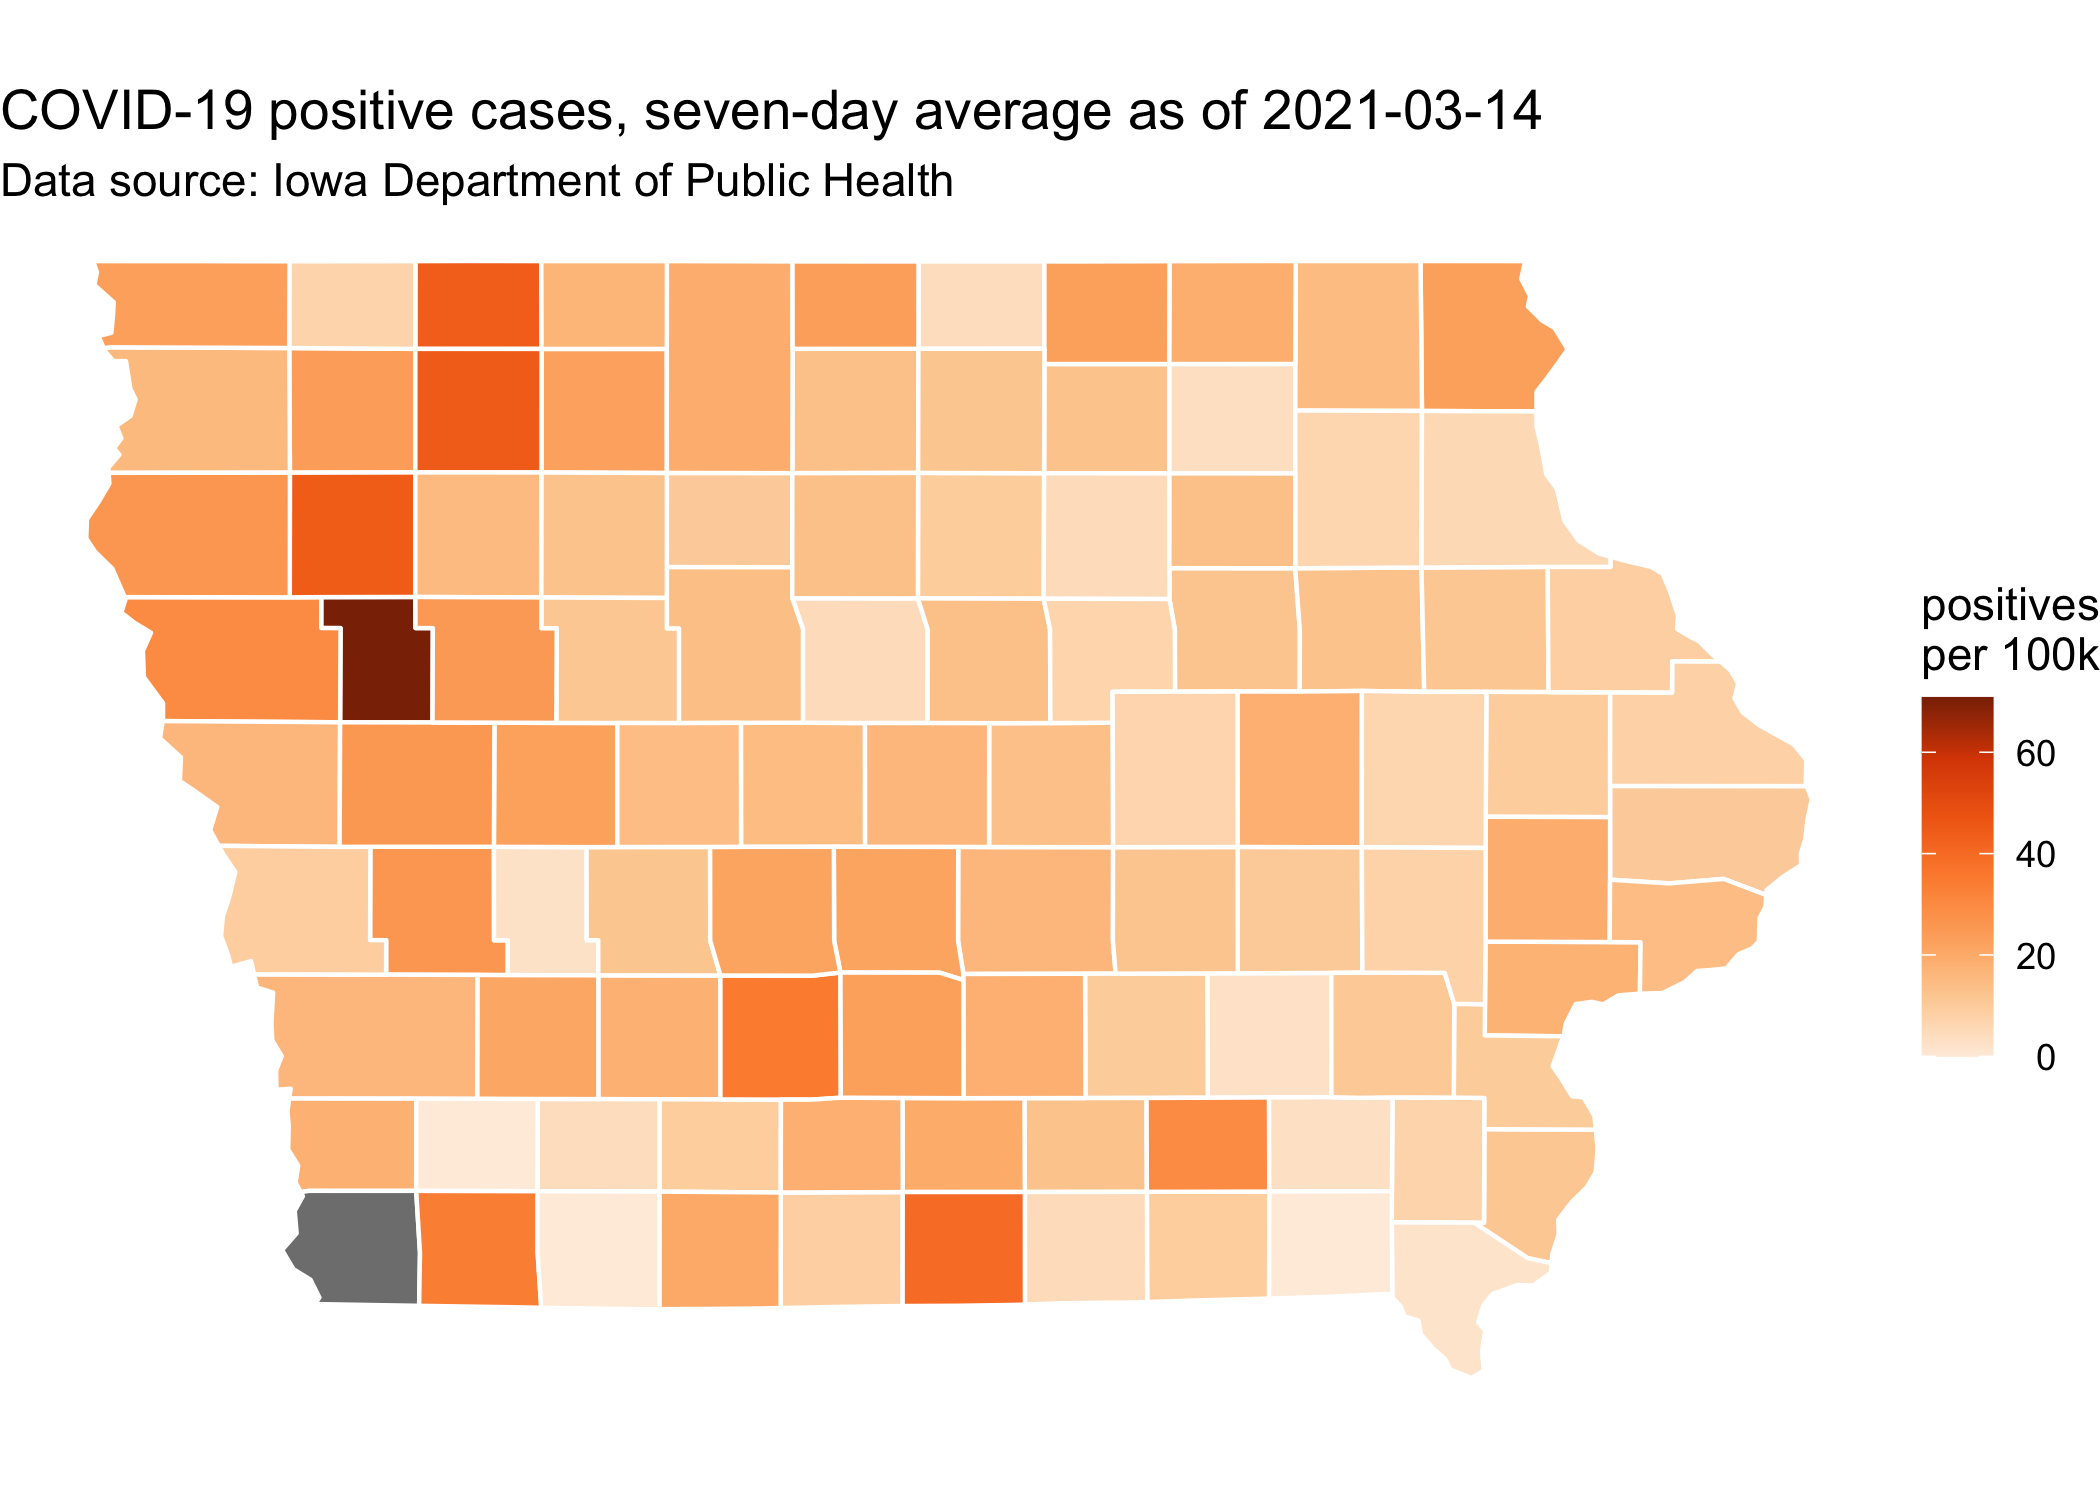 COVID-19 positive cases, seven-day average as of 2021-03-14
Data source: Iowa Department of Public Health
positives
per 100k
60
40
20
0